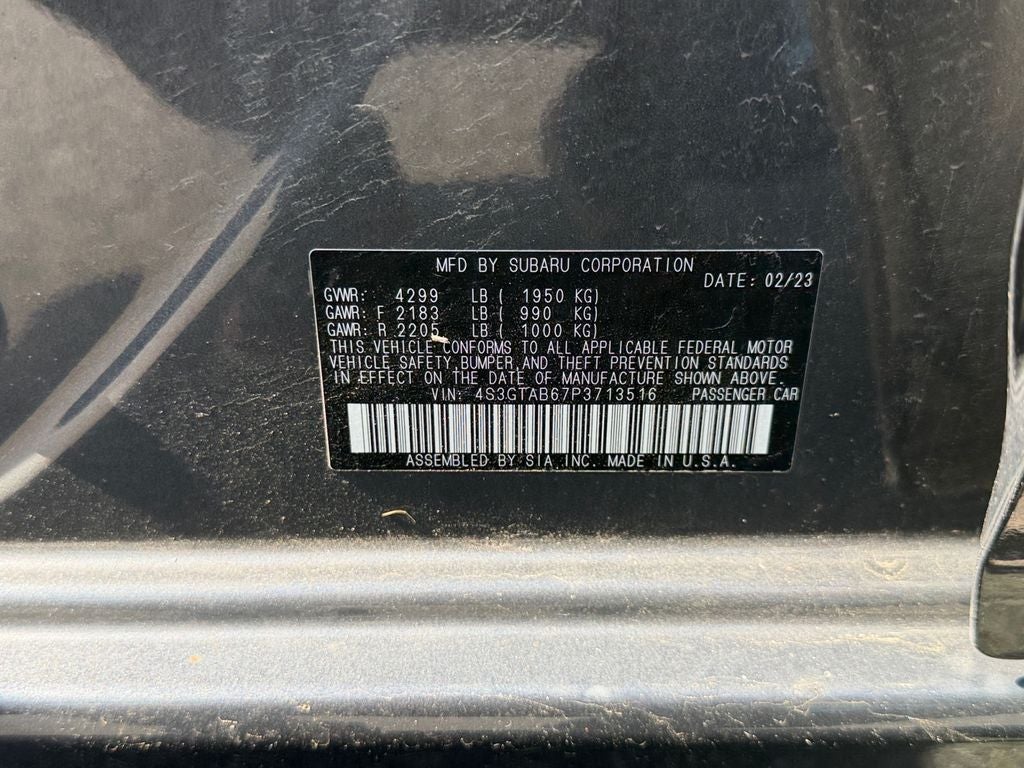 MFD BY SUBARU CORPORATION
DATE: 02/23
GVWR: 4299 LB ( 1950 KG)
GAWR: F 2183 LB ( 990 KG)
GAWR: R 2205 LB ( 1000 KG)
THIS VEHICLE CONFORMS TO ALL APPLICABLE FEDERAL MOTOR
VEHICLE SAFETY, BUMPER, AND THEFT PREVENTION STANDARDS
IN EFFECT ON THE DATE OF MANUFACTURE SHOWN ABOVE.
VIN: 4S3GTAB67P3713516 PASSENGER CAR
ASSEMBLED BY SIA INC. MADE IN U.S.A.